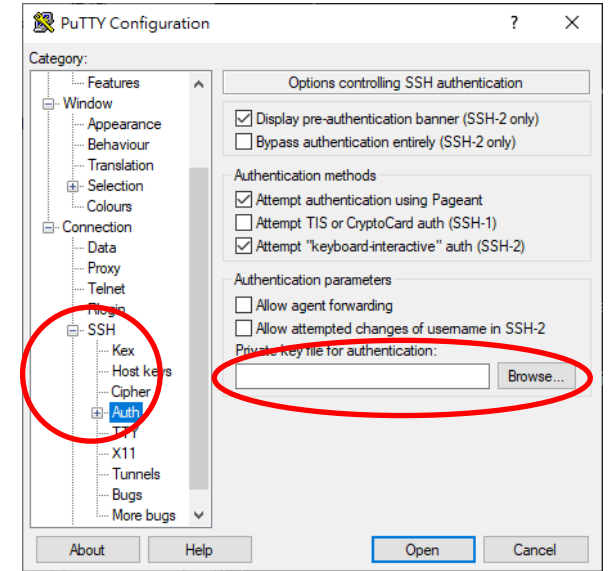 PuTTY Configuration
?
Category:
Features
Window
Appearance
Behaviour
Translation
Selection
Colours
Connection
Data
Proxy
Telnet
Rlogin
SSH
Kex
Host keys
Cipher
Auth
TTY
X11
Tunnels
Bugs
More bugs
Options controlling SSH authentication
Display pre-authentication banner (SSH-2 only)
Bypass authentication entirely (SSH-2 only)
Authentication methods
Attempt authentication using Pageant
Attempt TIS or CryptoCard auth (SSH-1)
Attempt "keyboard-interactive" auth (SSH-2)
Authentication parameters
Allow agent forwarding
Allow attempted changes of username in SSH-2
Private key file for authentication:
Browse...
About
Help
Open
Cancel